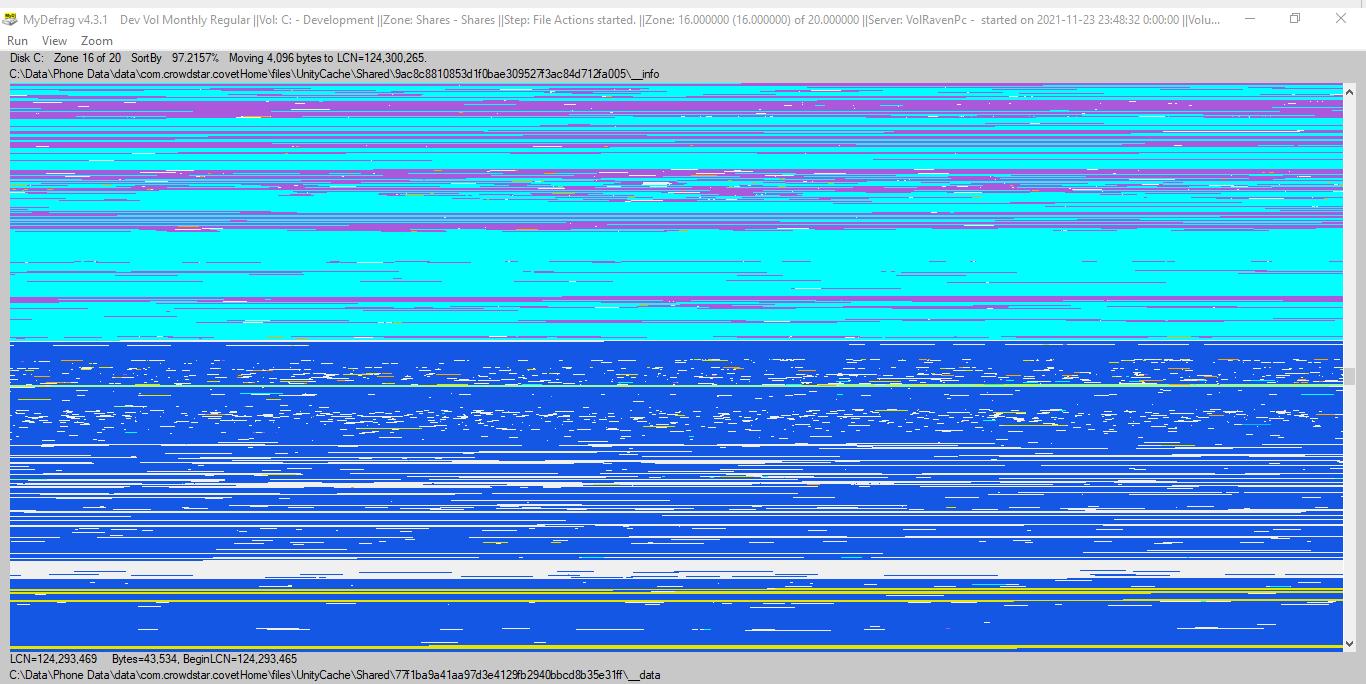 MyDefrag v4.3.1    Dev Vol Monthly Regular ||Vol: C: - Development ||Zone: Shares - Shares ||Step: File Actions started. ||Zone: 16.000000 (16.000000) of 20.000000 ||Server: VolRavenPc -  started on 2021-11-23 23:48:32 0:00:00 ||Volu...
Run View Zoom
Disk C:   Zone 16 of 20   SortBy   97.2157%   Moving 4,096 bytes to LCN=124,300,265.
C:\Data\Phone Data\data\com.crowdstar.covetHome\files\UnityCache\Shared\9ac8c8810853d1f0bae309527f3ac84d712fa005\__info
LCN=124,293,469    Bytes=43,534, BeginLCN=124,293,465
C:\Data\Phone Data\data\com.crowdstar.covetHome\files\UnityCache\Shared\77f1ba9a41aa97d3e4129fb2940bbcd8b35e31ff\__data